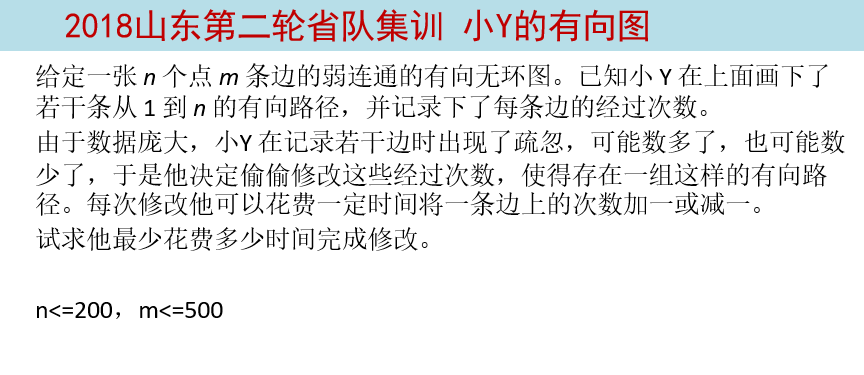 2018山东第二轮省队集训 小Y的有向图
给定一张 n 个点 m 条边的弱连通的有向无环图。已知小 Y 在上面画下了
若干条从 1 到 n 的有向路径，并记录下了每条边的经过次数。
由于数据庞大，小Y 在记录若干边时出现了疏忽，可能数多了，也可能数
少了，于是他决定偷偷修改这些经过次数，使得存在一组这样的有向路
径。每次修改他可以花费一定时间将一条边上的次数加一或减一。
试求他最少花费多少时间完成修改。
n<=200，m<=500